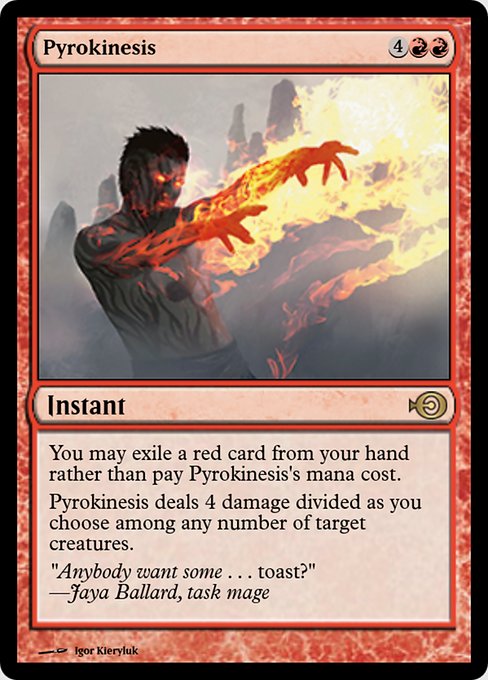 Pyrokinesis 4
Instant
You may exile a red card from your hand
rather than pay Pyrokinesis's mana cost.
Pyrokinesis deals 4 damage divided as you
choose among any number of target
creatures.
"Anybody want some . . . toast?"
—Jaya Ballard, task mage
Igor Kieryluk